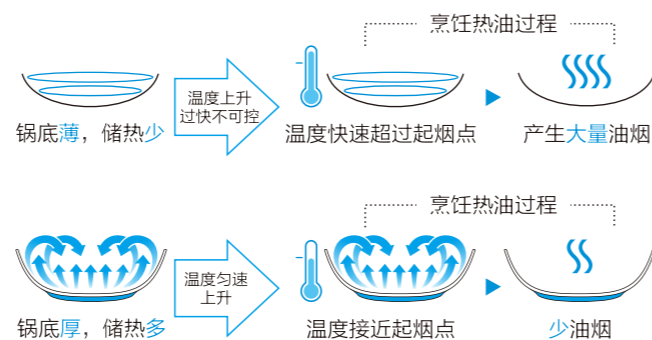 烹饪热油过程
温度上升
过快不可控
锅底薄，储热少
温度快速超过起烟点
产生大量油烟
烹饪热油过程
温度匀速
上升
锅底厚，储热多
温度接近起烟点
少油烟